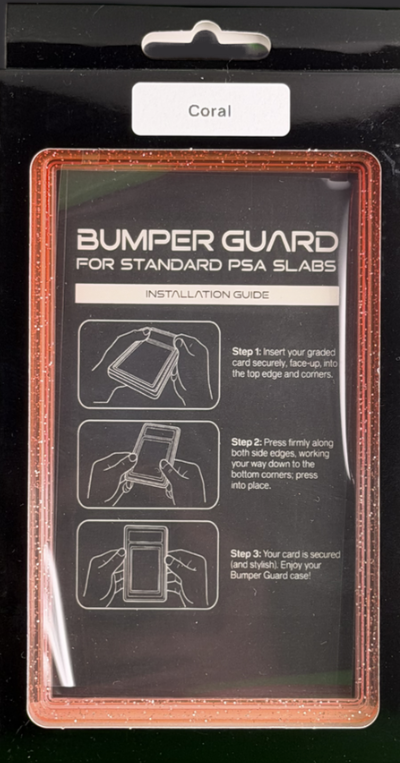 Coral
BUMPER GUARD
FOR STANDARD PSA SLABS
INSTALLATION GUIDE
Step 1: Insert your graded
card securely, face-up, into
the top edge and corners.
Step 2: Press firmly along
both side edges, working
your way down to the
bottom corners; press
into place.
Step 3: Your card is secured
(and stylish). Enjoy your
Bumper Guard case!